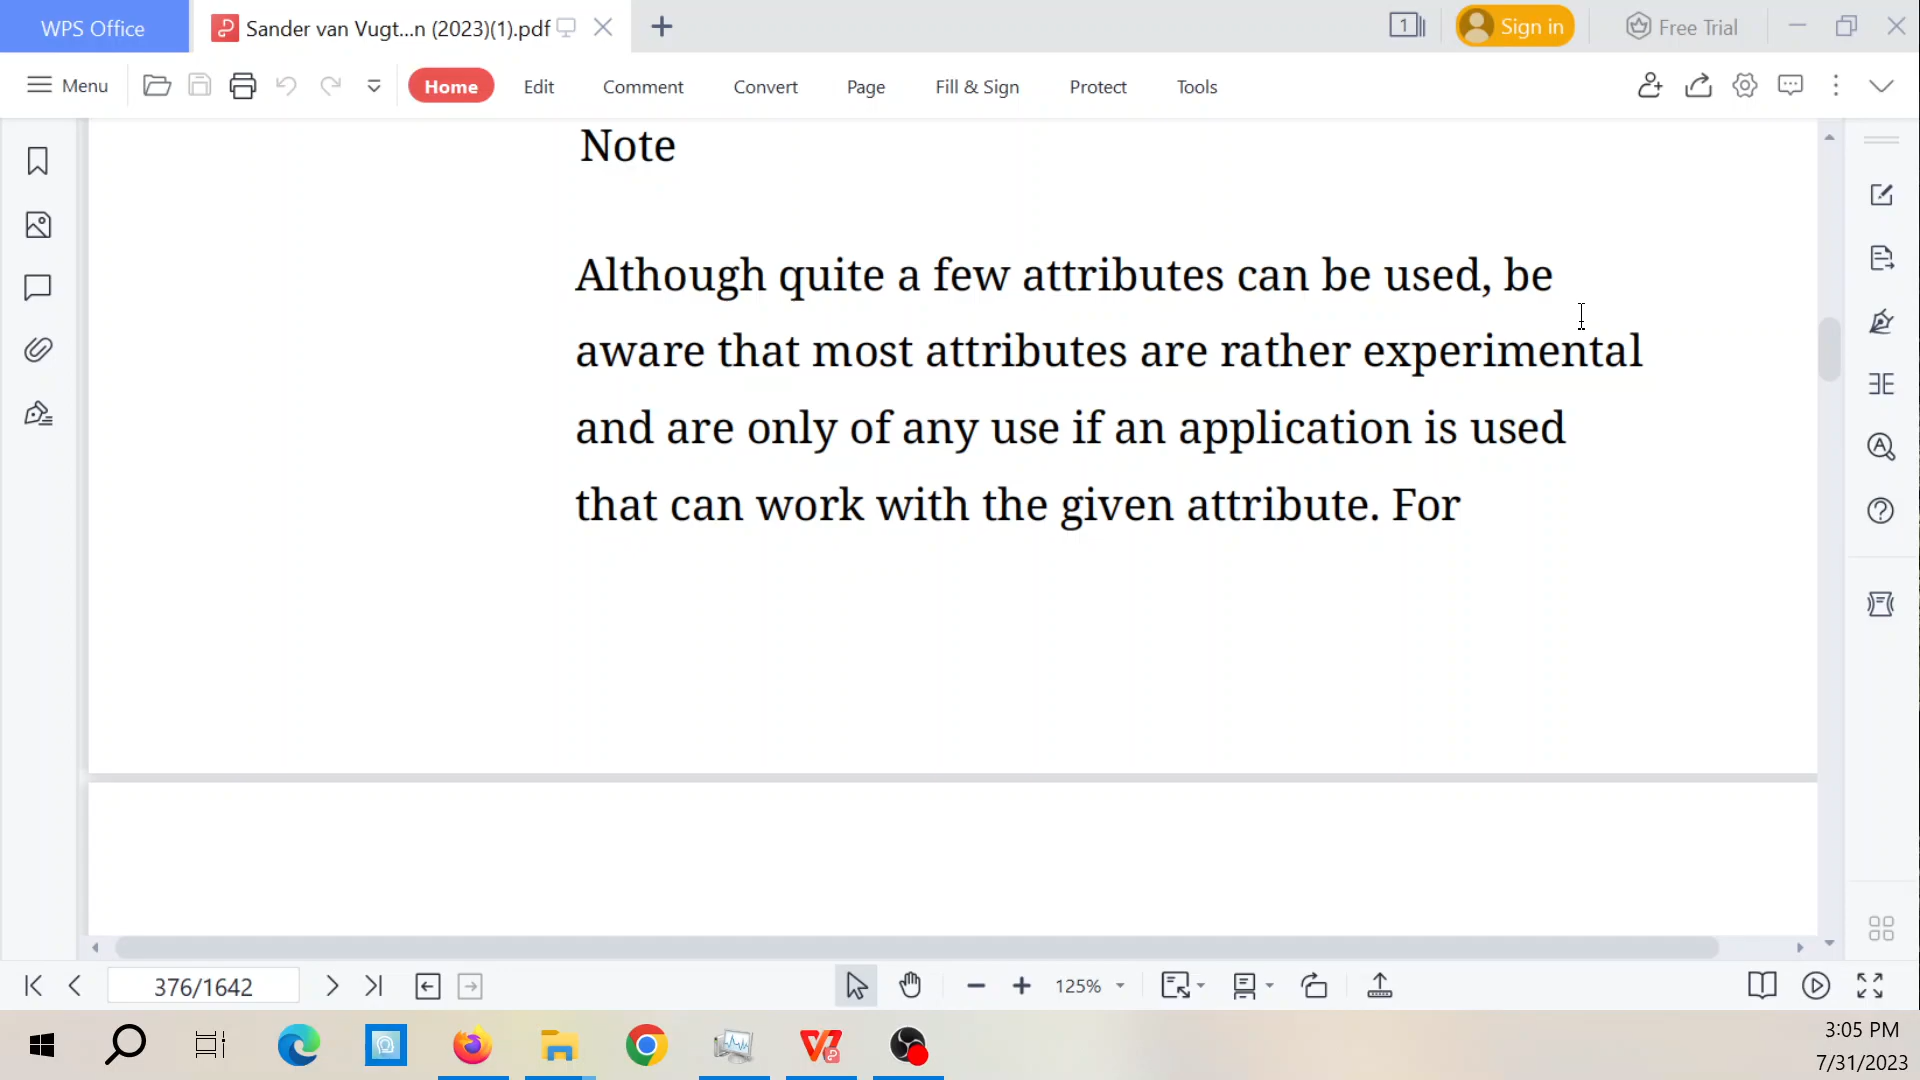 WPS Office
Sander van Vugt...n (2023)(1).pdf
1
Sign in
Free Trial
Menu
Home
Edit
Comment
Convert
Page
Fill & Sign
Protect
Tools
Note
Although quite a few attributes can be used, be
aware that most attributes are rather experimental
and are only of any use if an application is used
that can work with the given attribute. For
376/1642
125%
3:05 PM
7/31/2023